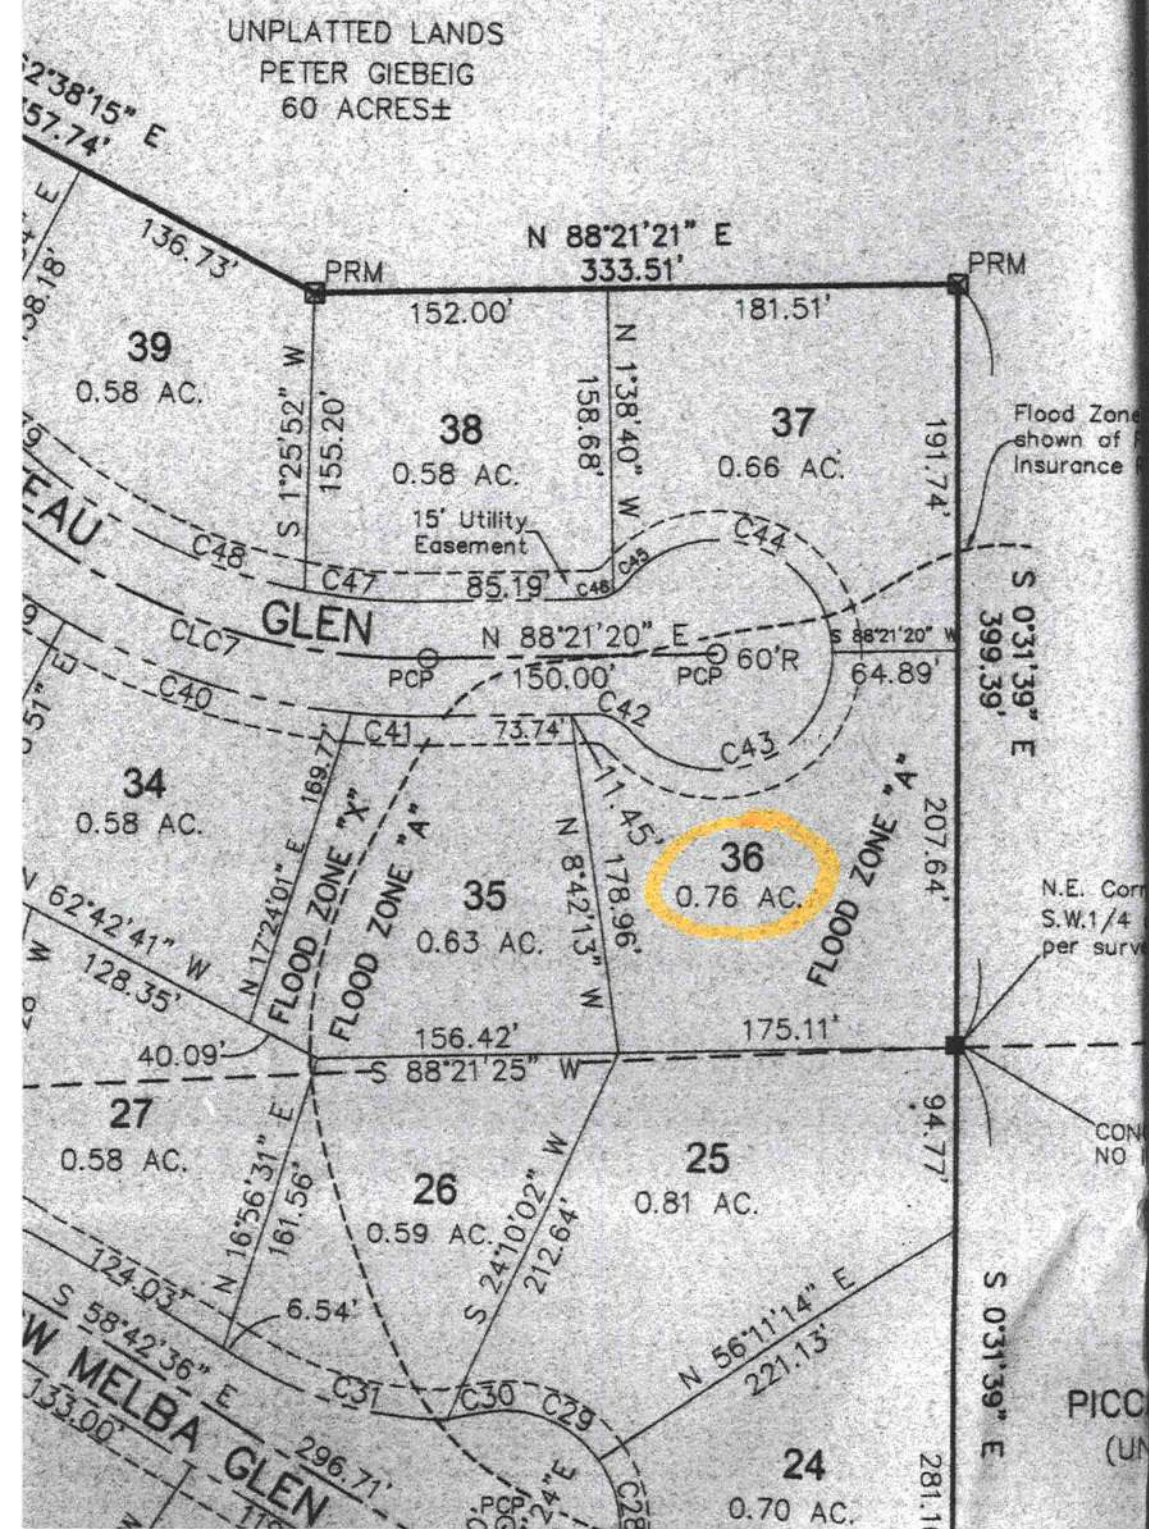 UNPLATTED LANDS
PETER GIEBEIG
60 ACRES±
2°38'15" E
57.74'
136.73'
PRM
N 88°21'21" E
333.51'
PRM
152.00'
181.51'
39
0.58 AC.
S 1°25'52" W
155.20'
38
0.58 AC.
158.68'
N 1°38'40" W
37
0.66 AC.
191.74'
Flood Zone
shown of
Insurance
15' Utility
Easement
EAU
GLEN
C48
C47
85.19'
C46
C45
C44
CLC7
PCP
N 88°21'20" E
150.00'
PCP
60'R
S 88°21'20" W
64.89'
S 0°31'39" E
399.39'
C40
C41
73.74'
C42
C43
11.45'
34
0.58 AC.
169.77'
N 17°24'01" E
FLOOD ZONE "X"
FLOOD ZONE "A"
35
0.63 AC.
N 8°42'13" W
178.96'
36
0.76 AC.
FLOOD ZONE "A"
207.64'
N.E. Corn
S.W.1/4
per surve
N 62°42'41" W
128.35'
40.09'
156.42'
S 88°21'25" W
175.11'
27
0.58 AC.
N 16°56'31" E
161.56'
26
0.59 AC.
S 24°10'02" W
212.64'
25
0.81 AC.
94.77'
CON
NO
N 56°11'14" E
221.13'
S 0°31'39" E
124.03'
6.54'
S 58°42'36" E
W MELBA GLEN
133.00'
296.71'
C31
C30
C29
C28
PCP
24
0.70 AC.
PICC
(UN